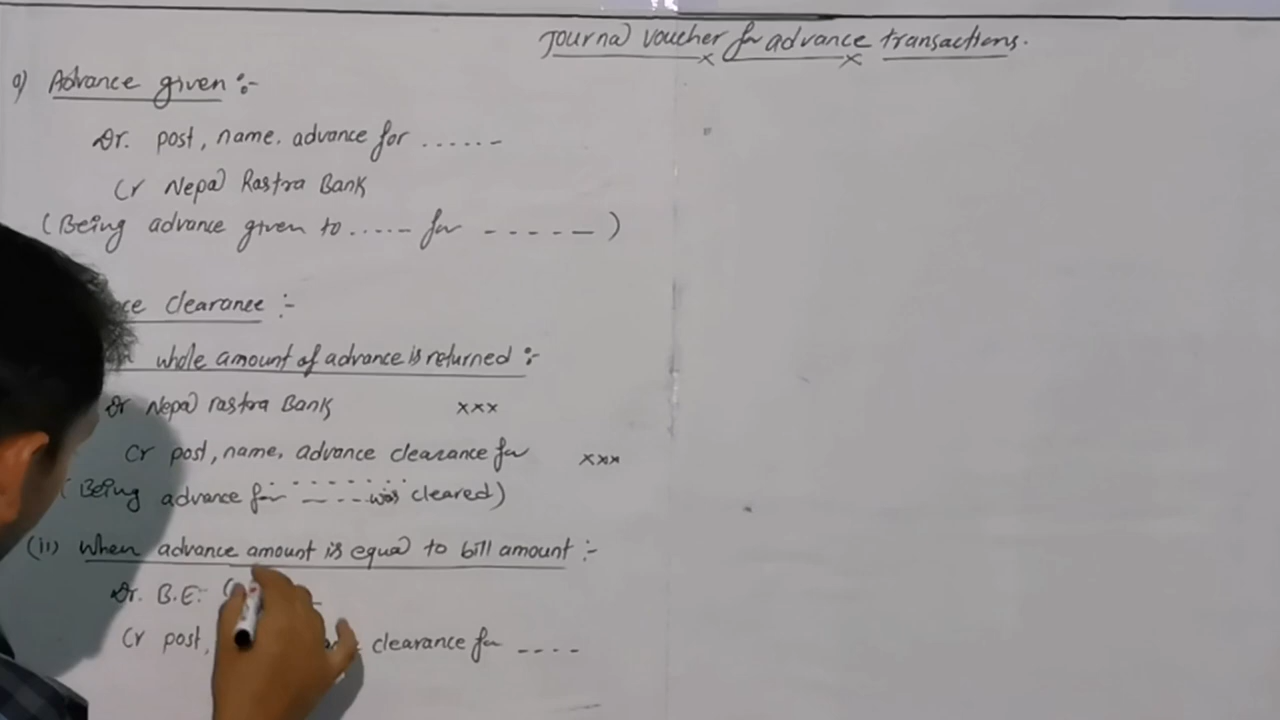 Journal voucher for advance transactions.
a) Advance given :-
Dr. post, name, advance for ......
Cr Nepal Rastra Bank
(Being advance given to ..... for -----)
clearance :-
whole amount of advance is returned :-
Dr Nepal rastra Bank xxx
Cr post, name, advance clearance for ....... xxx
(Being advance for ----- was cleared)
(ii) when advance amount is equal to bill amount :-
Dr. B.E:
Cr post, clearance for ----